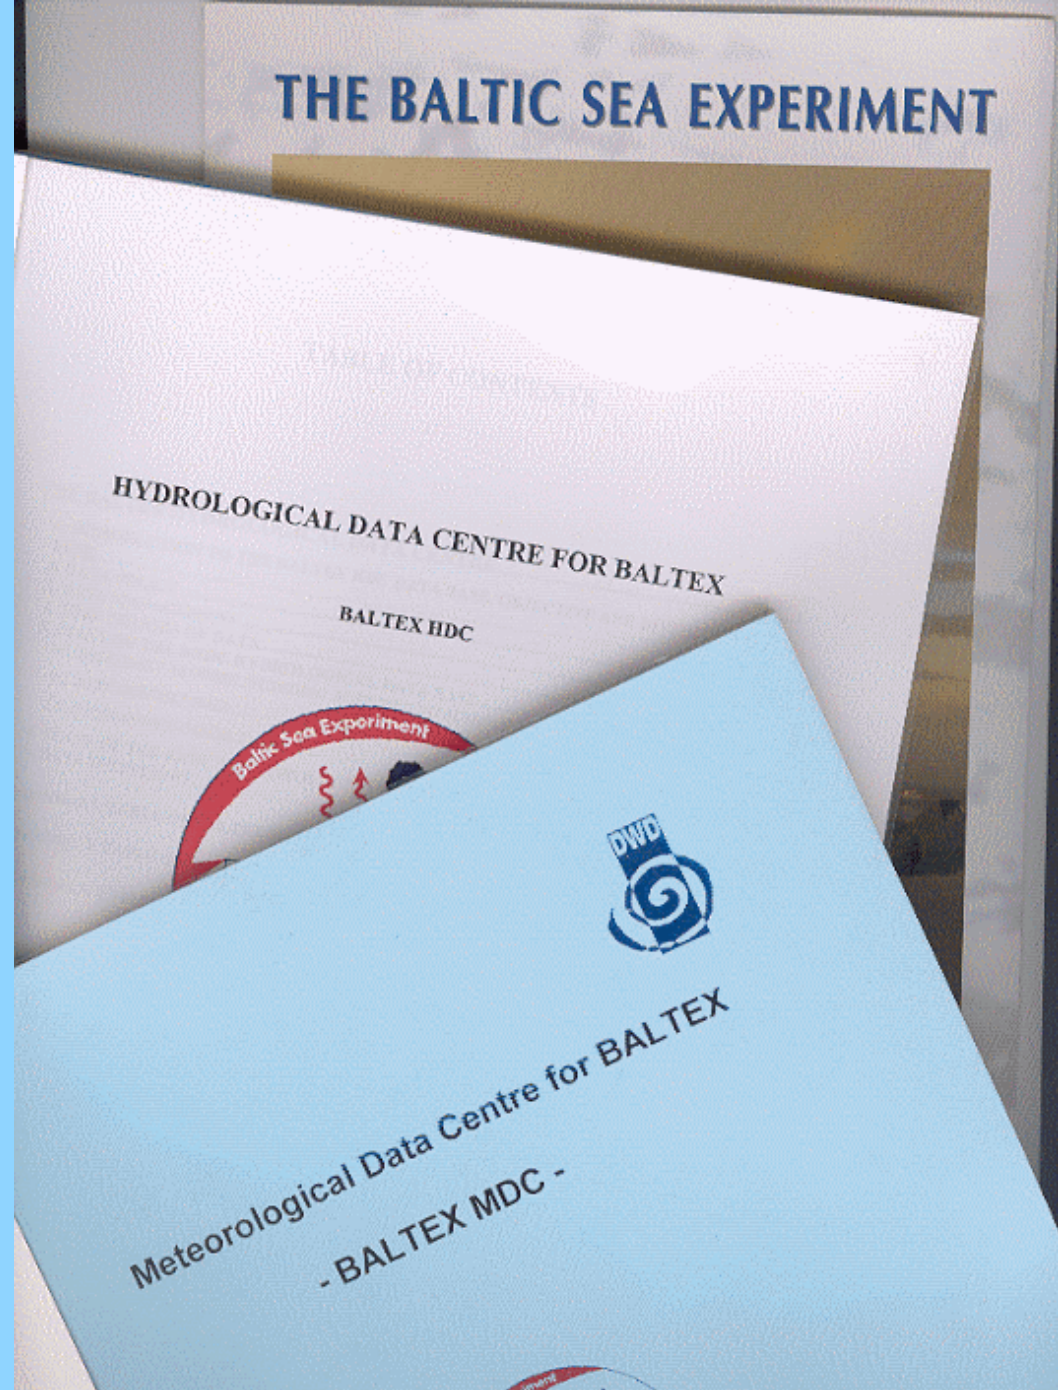 THE BALTIC SEA EXPERIMENT
HYDROLOGICAL DATA CENTRE FOR BALTEX
BALTEX HDC
Baltic Sea Experiment
DWD
Meteorological Data Centre for BALTEX
- BALTEX MDC -